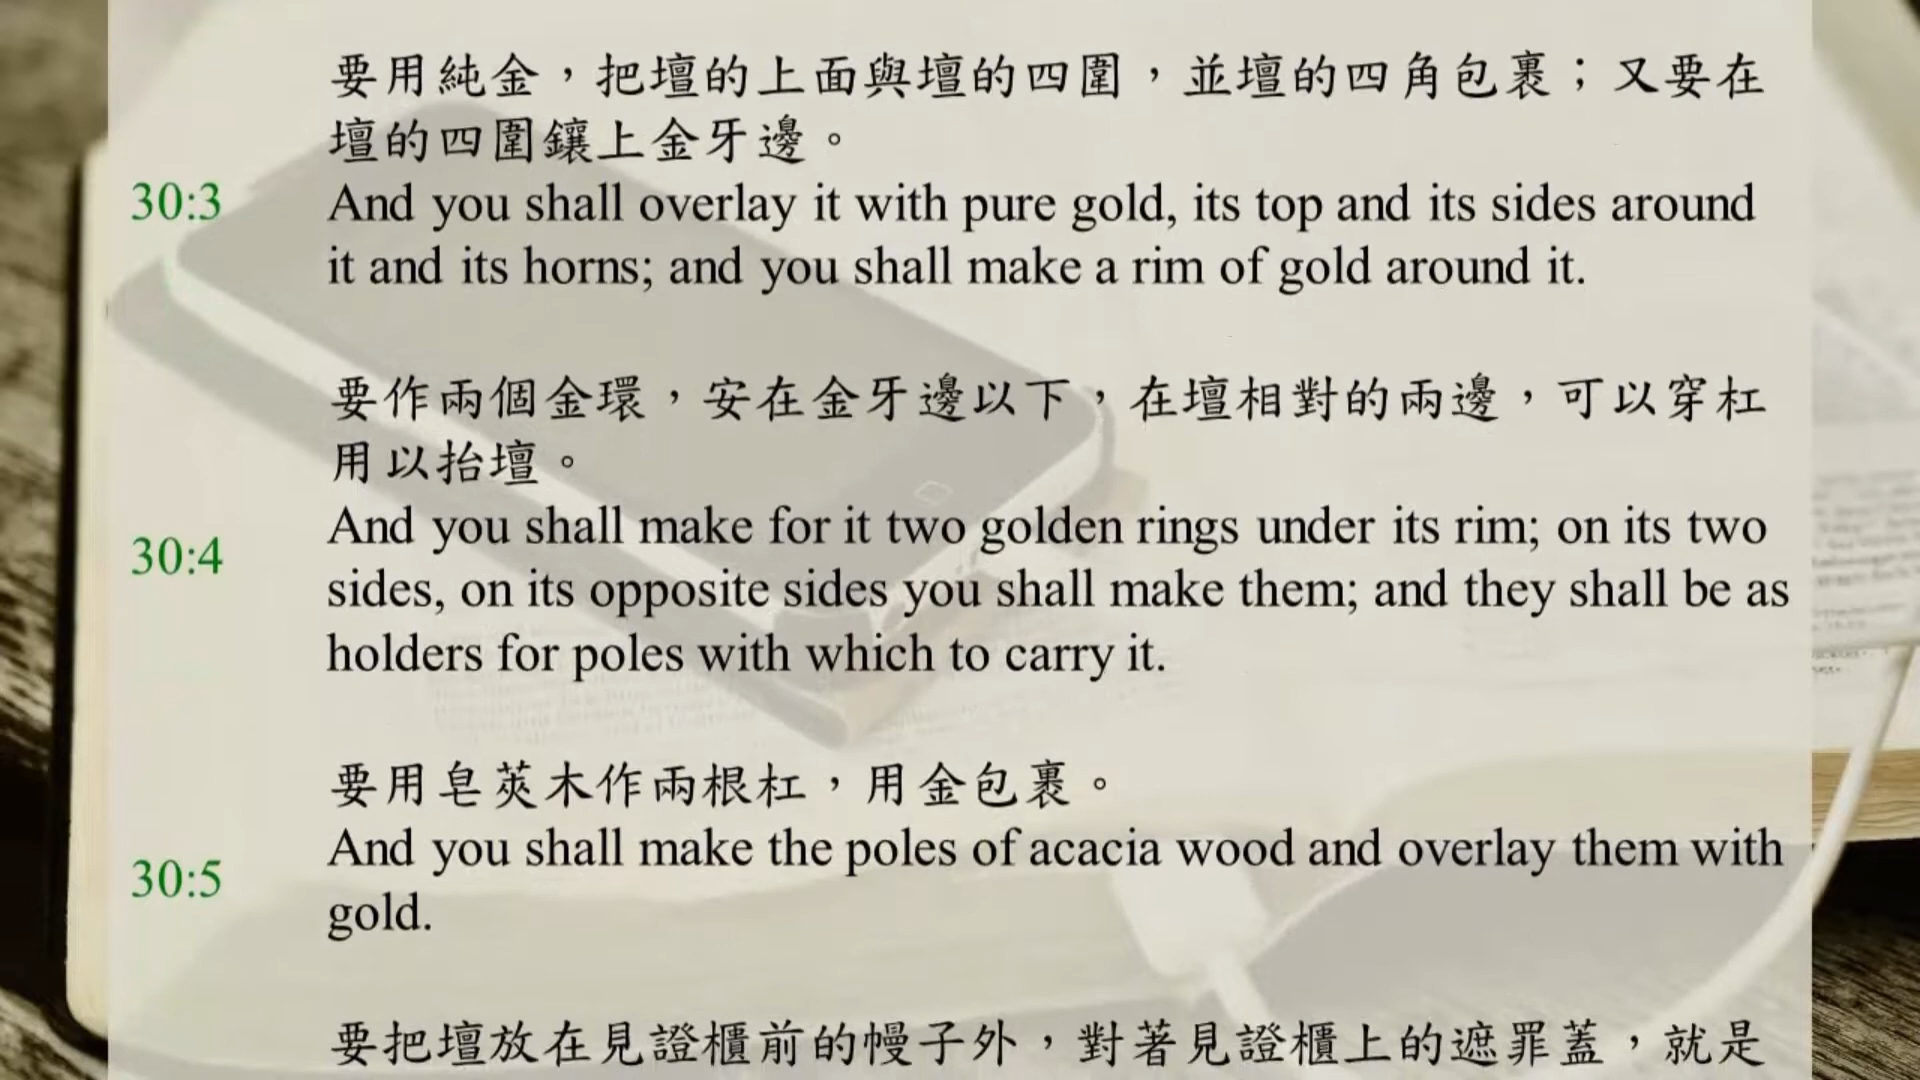 要用純金，把壇的上面與壇的四圍，並壇的四角包裹；又要在
壇的四圍鑲上金牙邊。
30:3
And you shall overlay it with pure gold, its top and its sides around
it and its horns; and you shall make a rim of gold around it.
要作兩個金環，安在金牙邊以下，在壇相對的兩邊，可以穿杠
用以抬壇。
30:4
And you shall make for it two golden rings under its rim; on its two
sides, on its opposite sides you shall make them; and they shall be as
holders for poles with which to carry it.
要用皂莢木作兩根杠，用金包裹。
30:5
And you shall make the poles of acacia wood and overlay them with
gold.
要把壇放在見證櫃前的幔子外，對著見證櫃上的遮罪蓋，就是